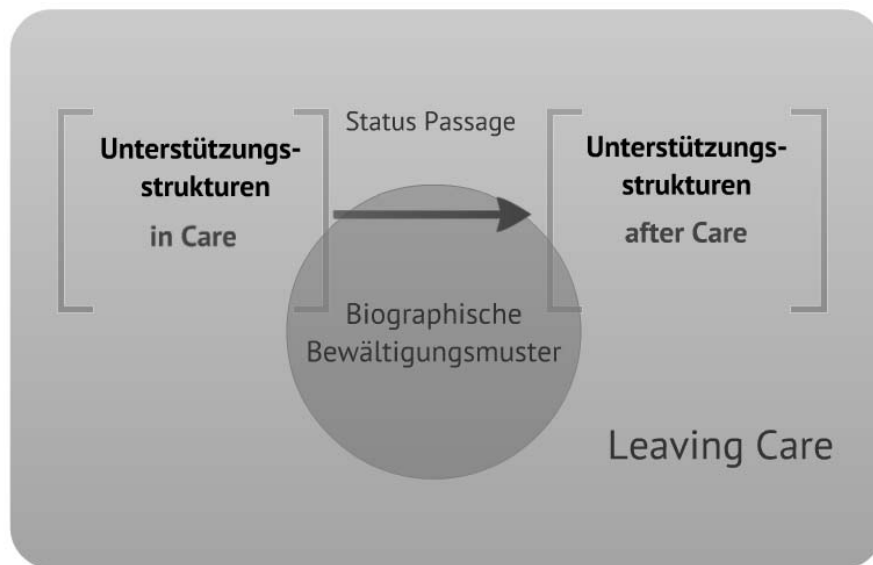 Status Passage
Unterstützungs-
strukturen
in Care
Unterstützungs-
strukturen
after Care
Biographische
Bewältigungsmuster
Leaving Care